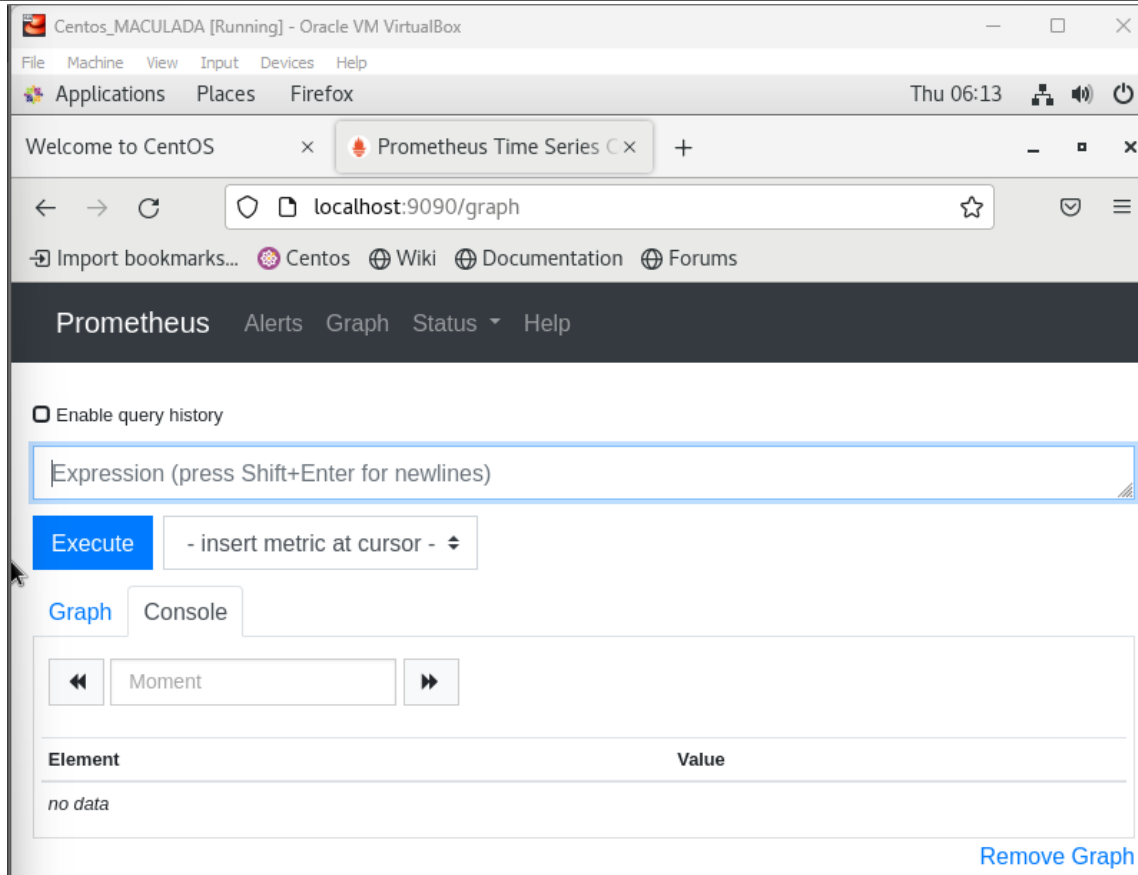 Centos_MACULADA [Running] - Oracle VM VirtualBox
File Machine View Input Devices Help
Applications Places Firefox Thu 06:13
Welcome to CentOS Prometheus Time Series C
localhost:9090/graph
Import bookmarks... Centos Wiki Documentation Forums
Prometheus Alerts Graph Status Help
Enable query history
Expression (press Shift+Enter for newlines)
Execute - insert metric at cursor -
Graph Console
Moment
Element Value
no data
Remove Graph